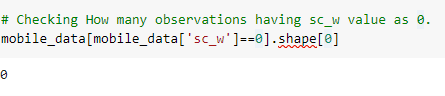 # Checking How many observations having sc_w value as 0.
mobile_data[mobile_data['sc_w']==0].shape[0]
0